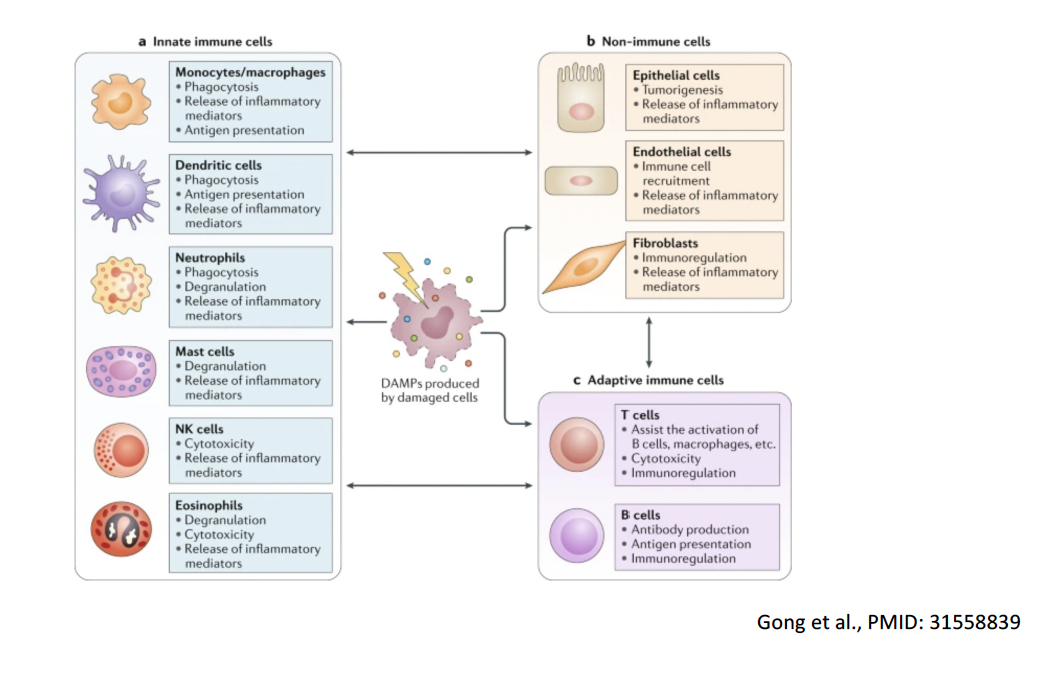 a Innate immune cells
Monocytes/macrophages
• Phagocytosis
• Release of inflammatory
mediators
• Antigen presentation
Dendritic cells
• Phagocytosis
• Antigen presentation
• Release of inflammatory
mediators
Neutrophils
• Phagocytosis
• Degranulation
• Release of inflammatory
mediators
Mast cells
• Degranulation
• Release of inflammatory
mediators
NK cells
• Cytotoxicity
• Release of inflammatory
mediators
Eosinophils
• Degranulation
• Cytotoxicity
• Release of inflammatory
mediators
DAMPs produced
by damaged cells
b Non-immune cells
Epithelial cells
• Tumorigenesis
• Release of inflammatory
mediators
Endothelial cells
• Immune cell
recruitment
• Release of inflammatory
mediators
Fibroblasts
• Immunoregulation
• Release of inflammatory
mediators
c Adaptive immune cells
T cells
• Assist the activation of
B cells, macrophages, etc.
• Cytotoxicity
• Immunoregulation
B cells
• Antibody production
• Antigen presentation
• Immunoregulation
Gong et al., PMID: 31558839